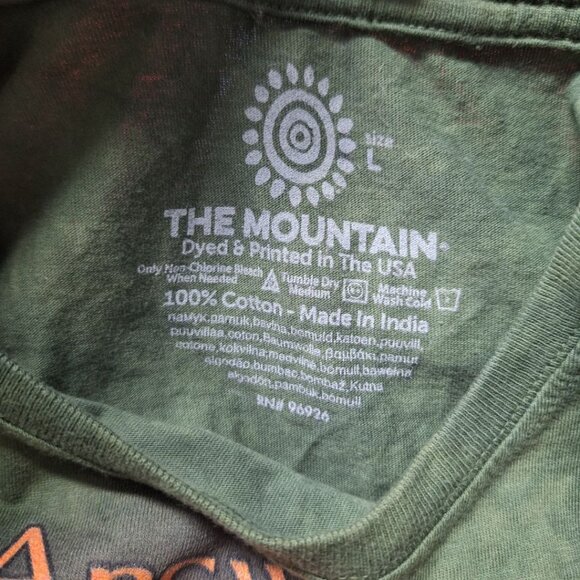 size
L
THE MOUNTAIN®
Dyed & Printed In The USA
Only Non-Chlorine Bleach When Needed
Tumble Dry Medium
Machine Wash Cold
100% Cotton - Made In India
памук, pamuk, bavlna, bomuld, katoen, puuvill,
puuvillaa, coton, Baumwolle, βαμβάκι, pamut
cotone, kokvilna, medvilnė, bomull, bawełna
algodão, bumbac, bombaž, Kutna
algodón, pambuk, bomull
RN# 96926